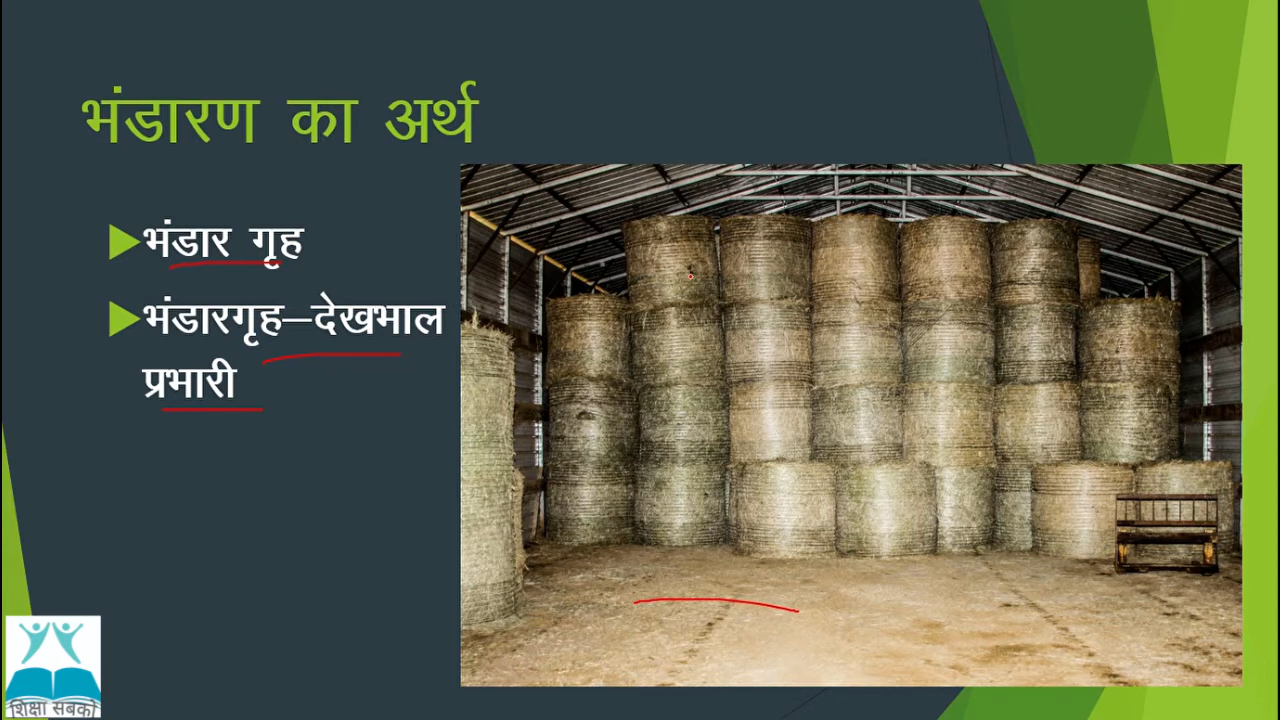 भंडारण का अर्थ
भंडार गृह
भंडारगृह–देखभाल
प्रभारी
शिक्षा सबको